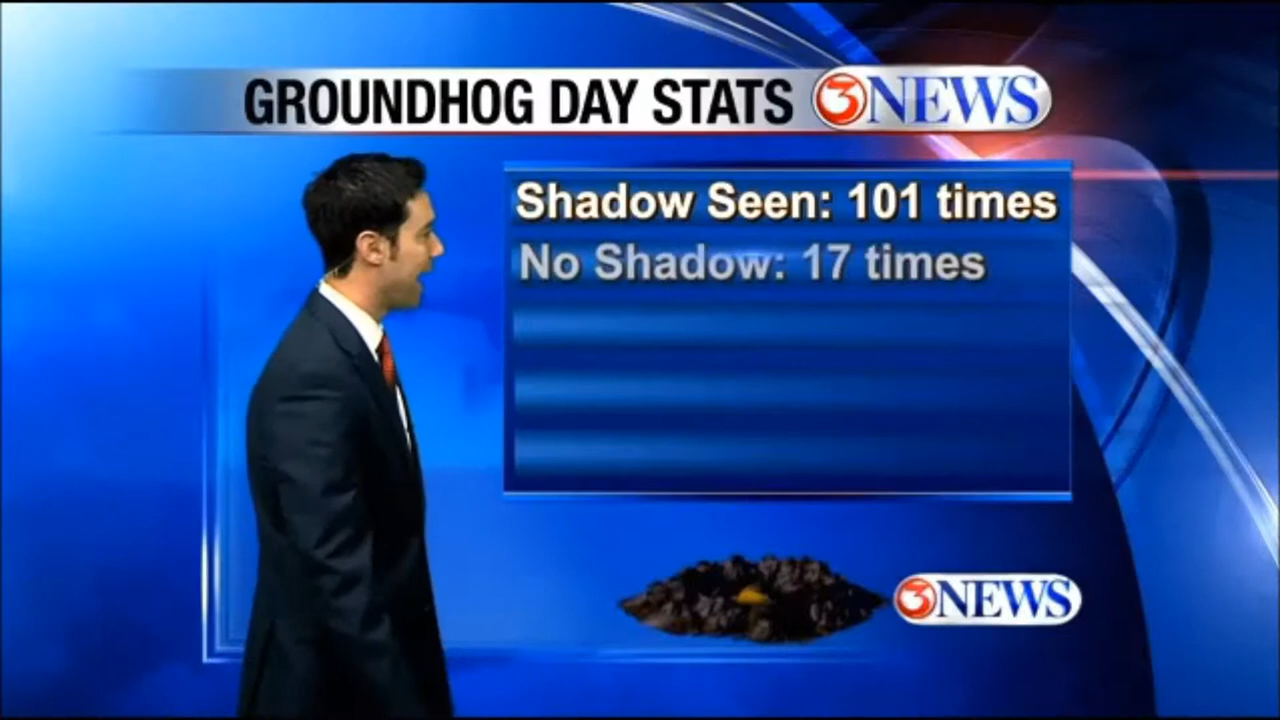 GROUNDHOG DAY STATS 3NEWS
Shadow Seen: 101 times
No Shadow: 17 times
3NEWS